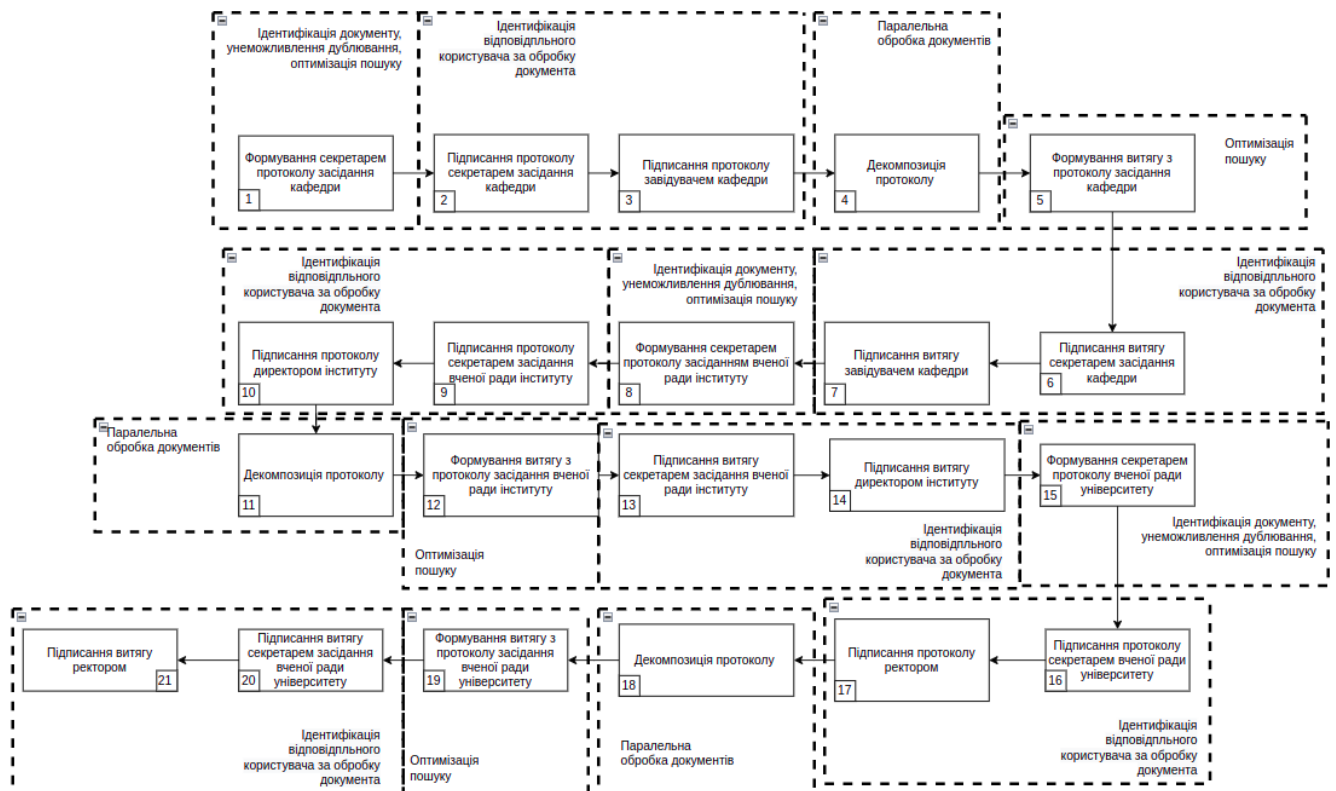 Ідентифікація документу,
унеможливлення дублювання,
оптимізація пошуку
Формування секретарем
протоколу засідання
кафедри
1
Ідентифікація
відповідпльного
користувача за обробку
документа
Підписання протоколу
секретарем засідання
кафедри
2
Підписання протоколу
завідувачем кафедри
3
Паралельна
обробка документів
Декомпозиція
протоколу
4
Оптимізація
пошуку
Формування витягу з
протоколу засідання
кафедри
5
Ідентифікація
відповідпльного
користувача за обробку
документа
Підписання витягу
секретарем засідання
кафедри
6
Підписання витягу
завідувачем кафедри
7
Ідентифікація документу,
унеможливлення дублювання,
оптимізація пошуку
Формування секретарем
протоколу засіданням вченої
ради інституту
8
Ідентифікація
відповідпльного
користувача за обробку
документа
Підписання протоколу
секретарем засідання
вченої ради інституту
9
Підписання протоколу
директором інституту
10
Паралельна
обробка документів
Декомпозиція протоколу
11
Формування витягу з
протоколу засідання вченої
ради інституту
12
Оптимізація
пошуку
Підписання витягу
секретарем засідання вченої
ради інституту
13
Підписання витягу
директором інституту
14
Ідентифікація
відповідпльного
користувача за обробку
документа
Формування секретарем
протоколу вченої ради
університету
15
Ідентифікація документу,
унеможливлення дублювання,
оптимізація пошуку
Підписання протоколу
секретарем вченої ради
університету
16
Підписання протоколу
ректором
17
Ідентифікація
відповідпльного
користувача за обробку
документа
Декомпозиція протоколу
18
Паралельна
обробка документів
Формування витягу з
протоколу засідання
вченої ради
університету
19
Оптимізація
пошуку
Підписання витягу
секретарем засідання
вченої ради
університету
20
Підписання витягу
ректором
21
Ідентифікація
відповідпльного
користувача за обробку
документа